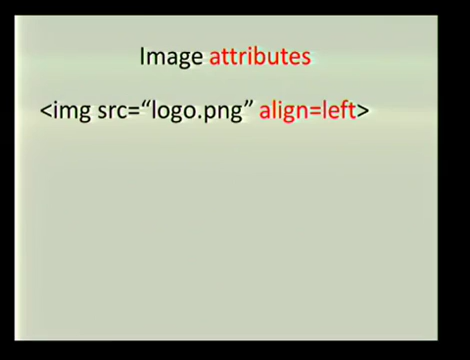 Image attributes
<img src=“logo.png” align=left>